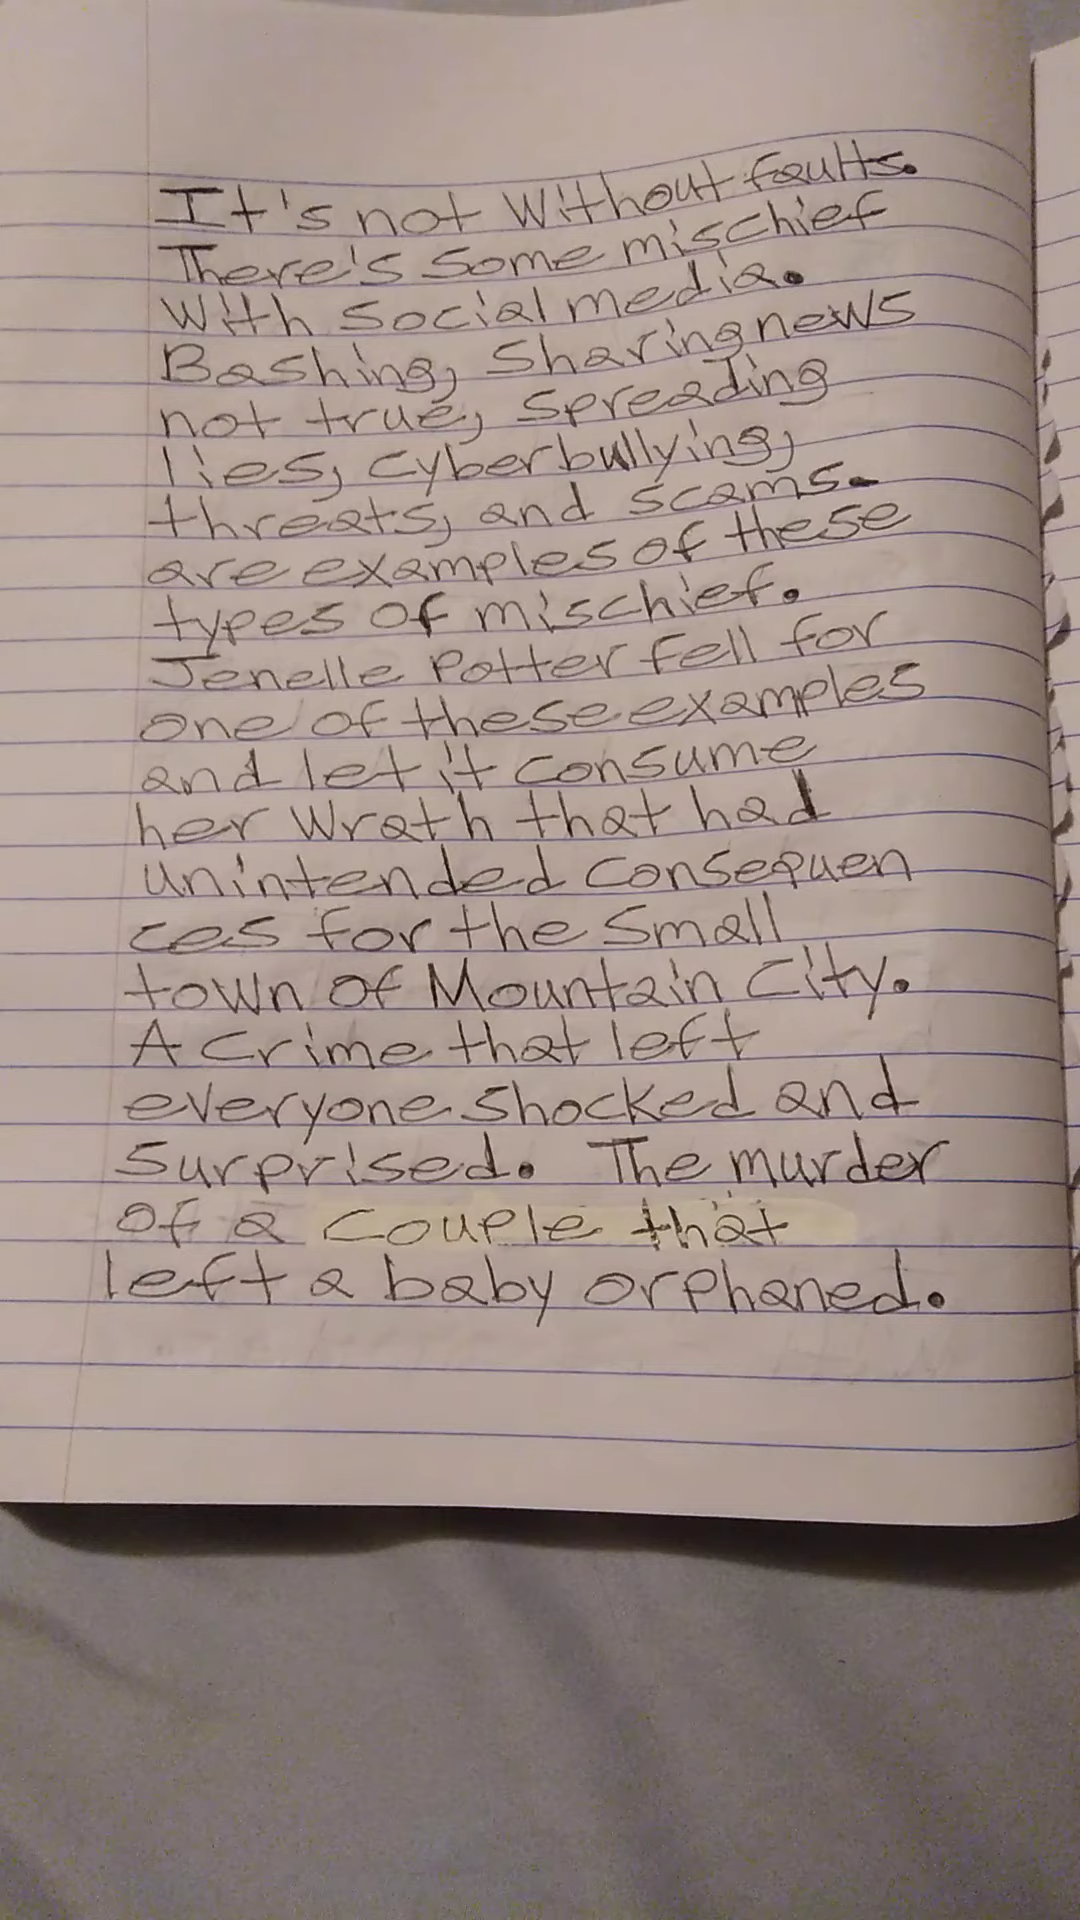 It's not without faults.
There's some mischief
with social media.
Bashing, sharing news
not true, spreading
lies, cyberbullying,
threats, and scams.
are examples of these
types of mischief.
Jenelle Potter fell for
one of these examples
and let it consume
her wrath that had
unintended consequen
ces for the small
town of Mountain City.
A crime that left
everyone shocked and
surprised. The murder
of a couple that
left a baby orphaned.